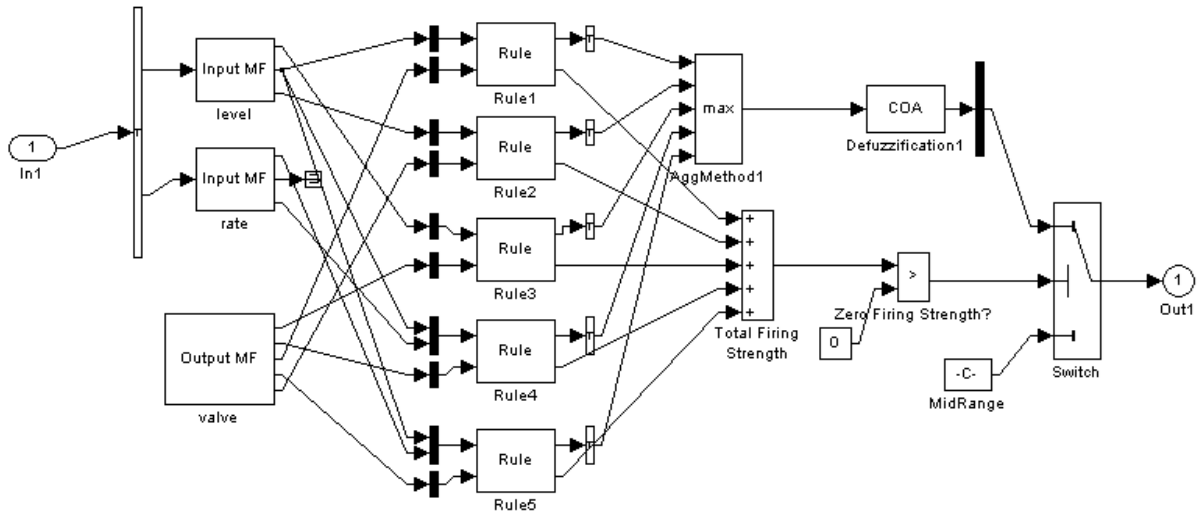 1
In1
T
Input MF
level
Input MF
rate
Output MF
valve
Rule
Rule1
Rule
Rule2
Rule
Rule3
Rule
Rule4
Rule
Rule5
T
T
T
T
T
max
AggMethod1
+
+
+
+
+
Total Firing
Strength
COA
Defuzzification1
>
Zero Firing Strength?
0
-C-
MidRange
Switch
1
Out1